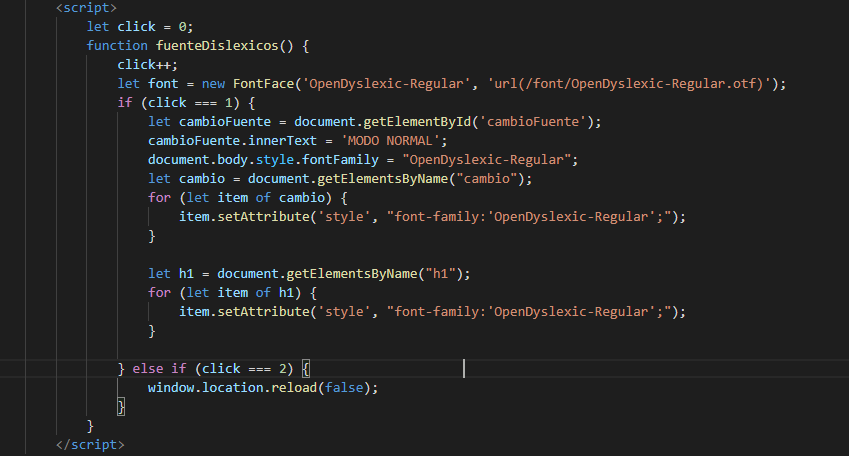 <script>
let click = 0;
function fuenteDislexicos() {
click++;
let font = new FontFace('OpenDyslexic-Regular', 'url(/font/OpenDyslexic-Regular.otf)');
if (click === 1) {
let cambioFuente = document.getElementById('cambioFuente');
cambioFuente.innerText = 'MODO NORMAL';
document.body.style.fontFamily = "OpenDyslexic-Regular";
let cambio = document.getElementsByName("cambio");
for (let item of cambio) {
item.setAttribute('style', "font-family:'OpenDyslexic-Regular';");
}
let h1 = document.getElementsByName("h1");
for (let item of h1) {
item.setAttribute('style', "font-family:'OpenDyslexic-Regular';");
}
} else if (click === 2) {
window.location.reload(false);
}
}
</script>